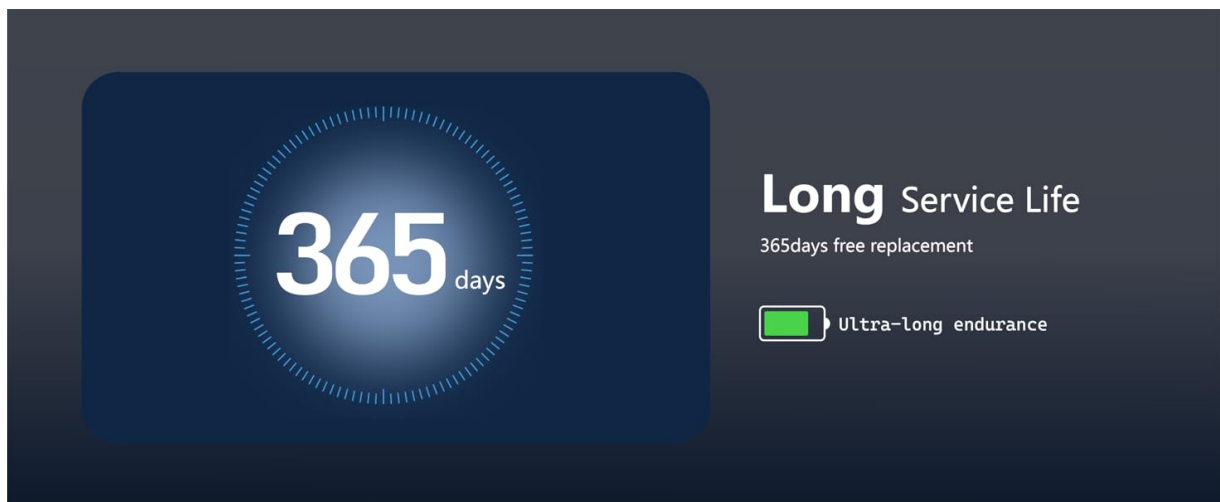 365 days
Long Service Life
365days free replacement
Ultra-long endurance